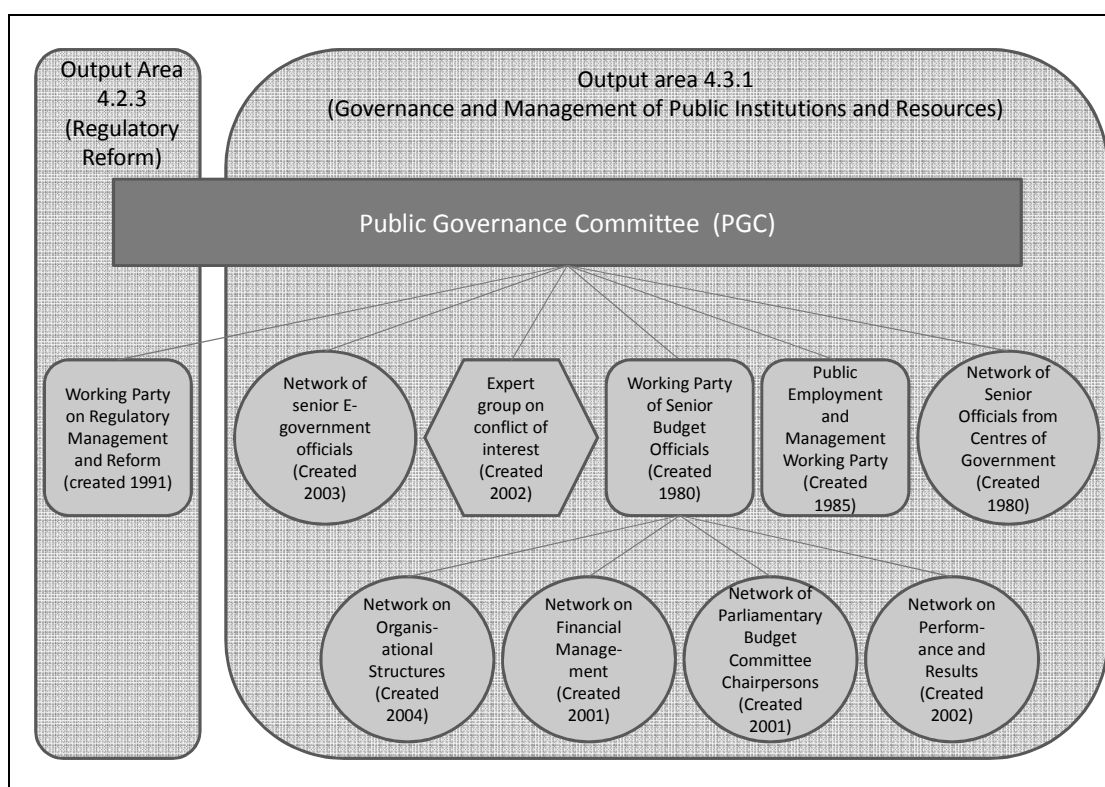 Output Area
4.2.3
(Regulatory
Reform)
Output area 4.3.1
(Governance and Management of Public Institutions and Resources)
Public Governance Committee (PGC)
Working Party
on Regulatory
Management
and Reform
(created 1991)
Network of
senior E-
government
officials
(Created
2003)
Expert
group on
conflict of
interest
(Created
2002)
Working Party
of Senior
Budget
Officials
(Created
1980)
Public
Employment
and
Management
Working Party
(Created
1985)
Network of
Senior
Officials from
Centres of
Government
(Created
1980)
Network on
Organis-
ational
Structures
(Created
2004)
Network on
Financial
Manage-
ment
(Created
2001)
Network of
Parliamentary
Budget
Committee
Chairpersons
(Created
2001)
Network on
Perform-
ance and
Results
(Created
2002)